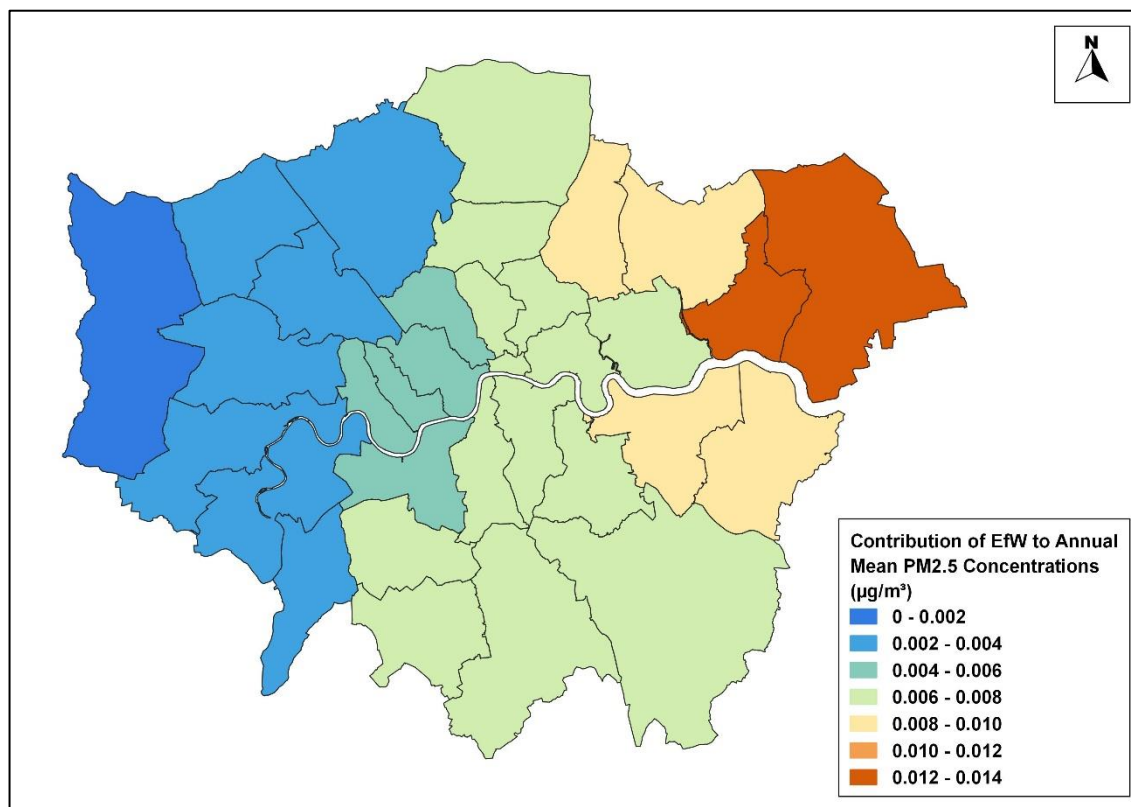 N
Contribution of EfW to Annual
Mean PM2.5 Concentrations
(µg/m³)
0 - 0.002
0.002 - 0.004
0.004 - 0.006
0.006 - 0.008
0.008 - 0.010
0.010 - 0.012
0.012 - 0.014